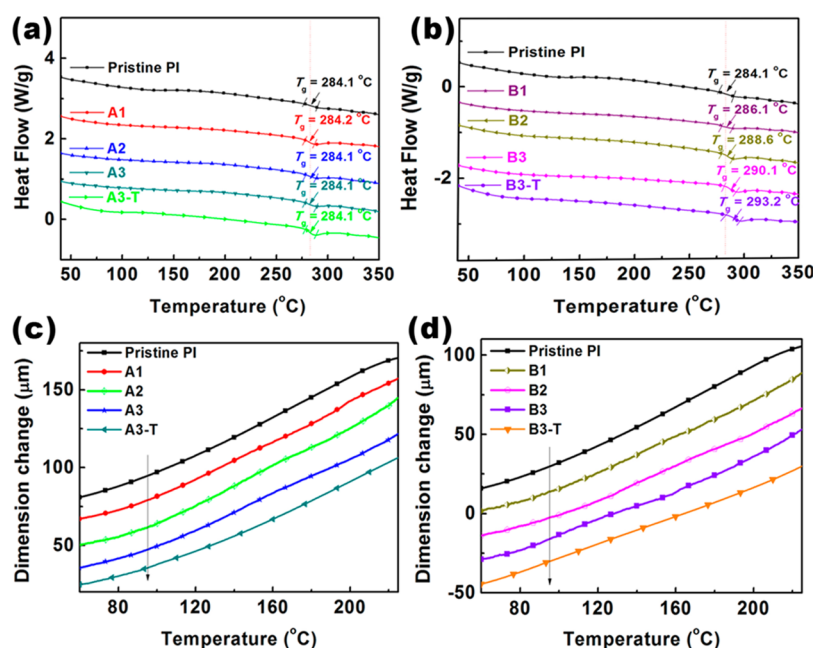 (a)
Heat Flow (W/g)
4
2
0
Pristine PI
A1
A2
A3
A3-T
Tg = 284.1 °C
Tg = 284.2 °C
Tg = 284.1 °C
Tg = 284.1 °C
Tg = 284.1 °C
50 100 150 200 250 300 350
Temperature (°C)
(b)
Heat Flow (W/g)
0
-2
Pristine PI
B1
B2
B3
B3-T
Tg = 284.1 °C
Tg = 286.1 °C
Tg = 288.6 °C
Tg = 290.1 °C
Tg = 293.2 °C
50 100 150 200 250 300 350
Temperature (°C)
(c)
Dimension change (μm)
150
100
50
Pristine PI
A1
A2
A3
A3-T
80 120 160 200
Temperature (°C)
(d)
Dimension change (μm)
100
50
0
-50
Pristine PI
B1
B2
B3
B3-T
80 120 160 200
Temperature (°C)